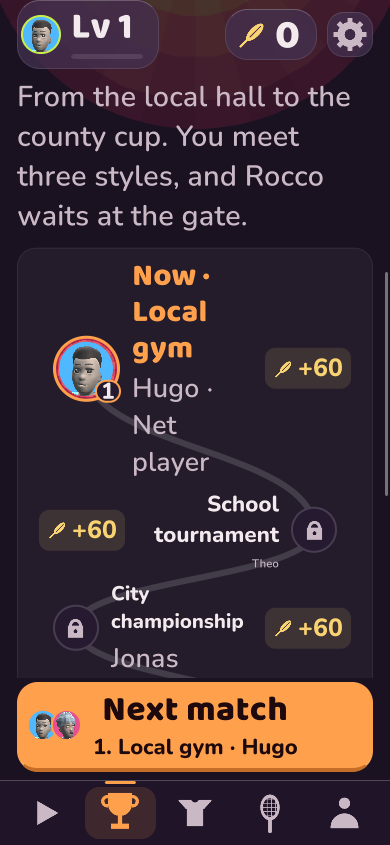 Lv 1
0
From the local hall to the
county cup. You meet
three styles, and Rocco
waits at the gate.
Now ·
Local
gym
Hugo ·
Net
player
1
+60
School
tournament
Theo
+60
City
championship
Jonas
+60
Next match
1. Local gym · Hugo